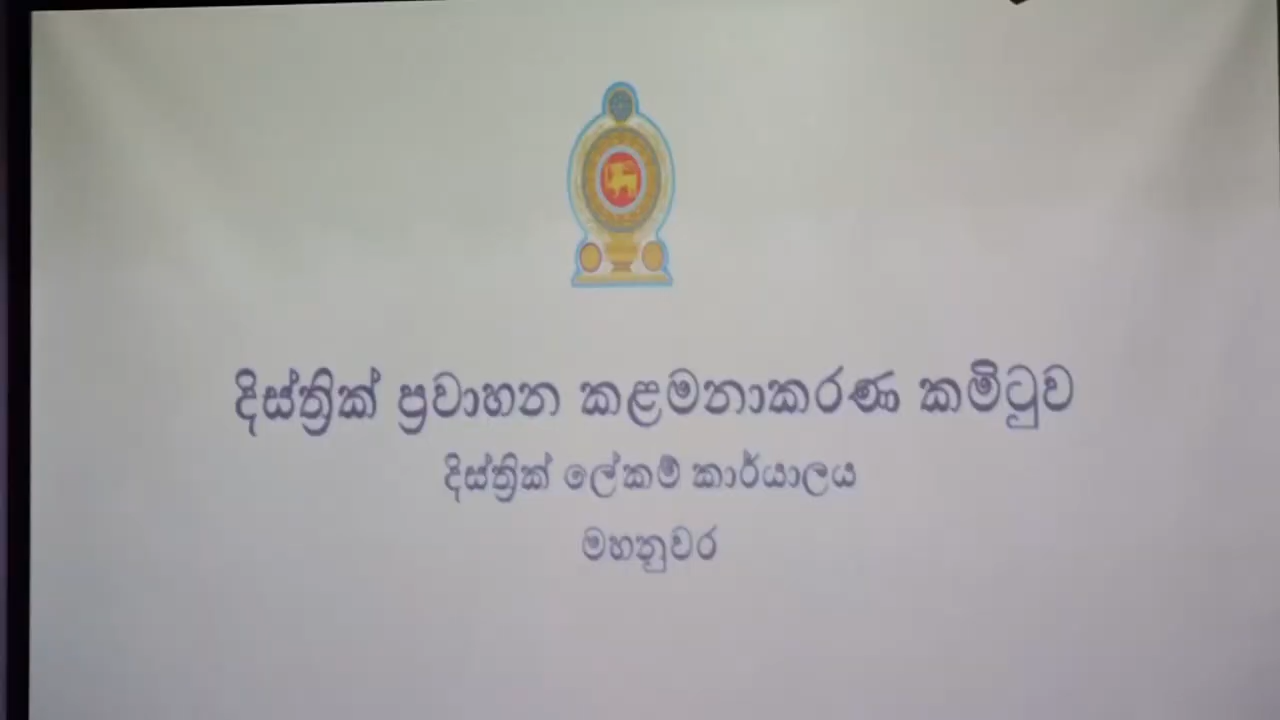 දිස්ත්‍රික් ප්‍රවාහන කළමනාකරණ කමිටුව
දිස්ත්‍රික් ලේකම් කාර්යාලය
මහනුවර